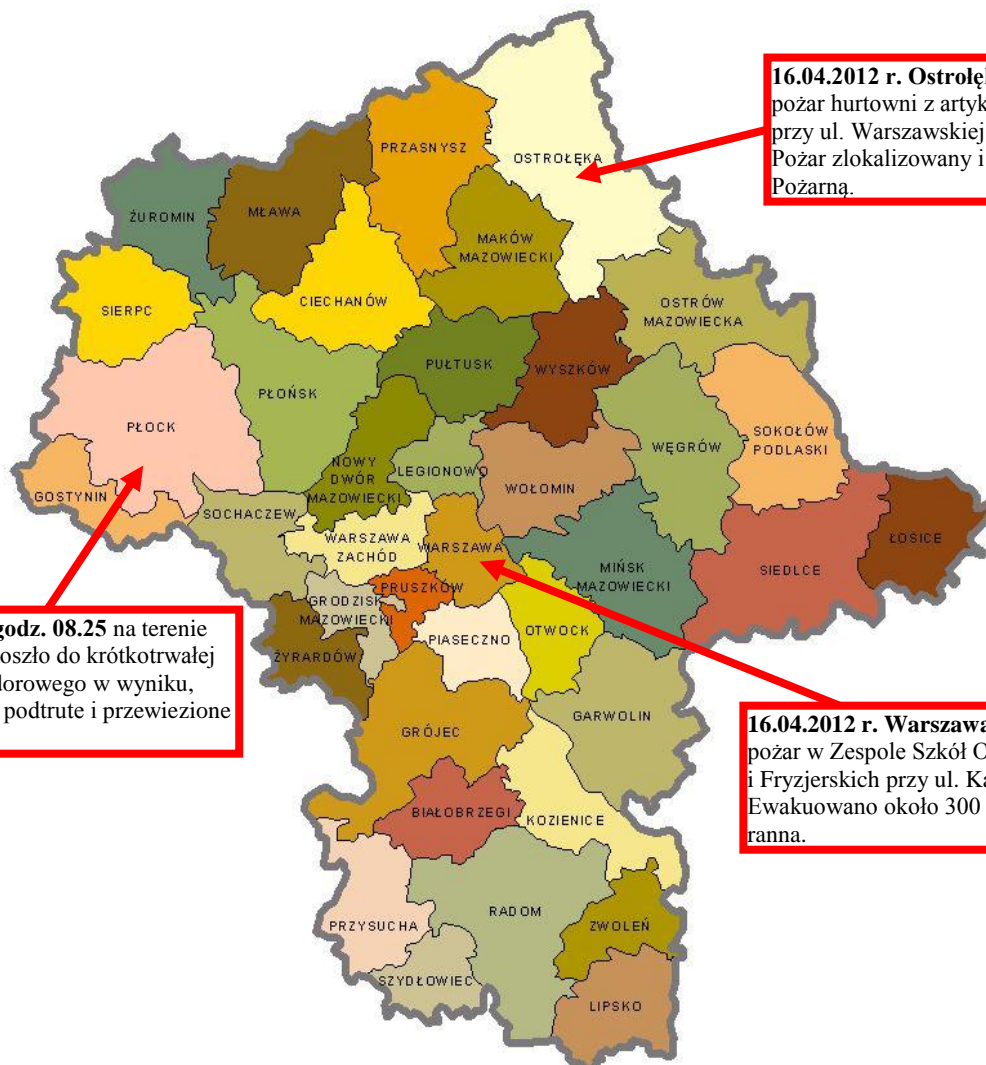 16.04.2012 r. Ostrołę
pożar hurtowni z artyk
przy ul. Warszawskiej
Pożar zlokalizowany i
Pożarną.
PRZASNYSZ
OSTROŁĘKA
ŻUROMIN
MŁAWA
MAKÓW
MAZOWIECKI
CIECHANÓW
SIERPC
OSTRÓW
MAZOWIECKA
PUŁTUSK
WYSZKÓW
PŁOŃSK
PŁOCK
SOKOŁÓW
PODLASKI
WĘGRÓW
NOWY
DWÓR
MAZOWIECKI
LEGIONOWO
GOSTYNIN
WOŁOMIN
SOCHACZEW
WARSZAWA
ZACHÓD
WARSZAWA
ŁOSICE
MIŃSK
MAZOWIECKI
SIEDLCE
PRUSZKÓW
GRODZISK
MAZOWIECKI
OTWOCK
PIASECZNO
ŻYRARDÓW
godz. 08.25 na terenie
oszło do krótkotrwałej
lorowego w wyniku,
podtrute i przewiezione
GARWOLIN
GRÓJEC
16.04.2012 r. Warszawa
pożar w Zespole Szkół O
i Fryzjerskich przy ul. Ka
Ewakuowano około 300
ranna.
BIAŁOBRZEGI
KOZIENICE
RADOM
PRZYSUCHA
ZWOLEŃ
SZYDŁOWIEC
LIPSKO